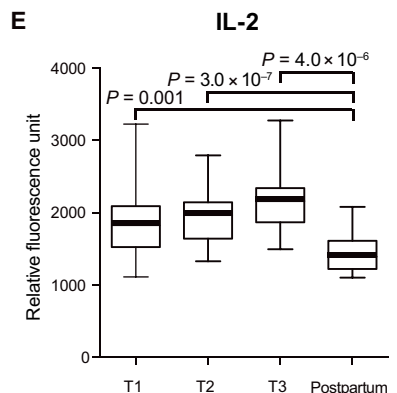 E
IL-2
P = 4.0 × 10⁻⁶
P = 3.0 × 10⁻⁷
P = 0.001
Relative fluorescence unit
4000
3000
2000
1000
0
T1 T2 T3 Postpartum